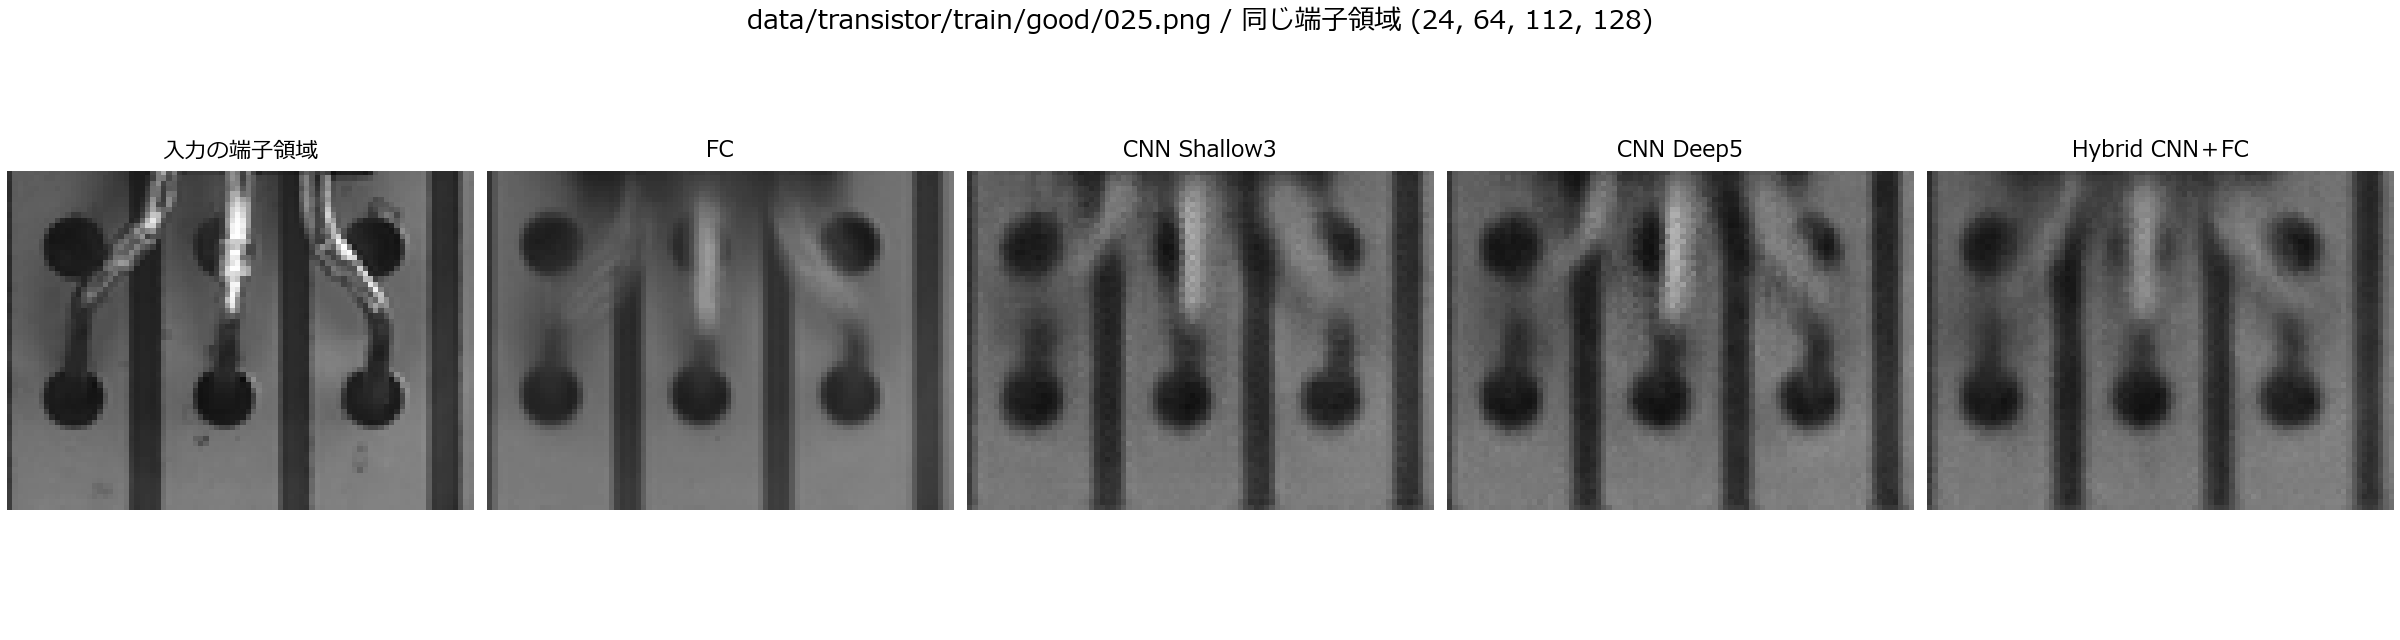 data/transistor/train/good/025.png / 同じ端子領域 (24, 64, 112, 128)
入力の端子領域
FC
CNN Shallow3
CNN Deep5
Hybrid CNN＋FC